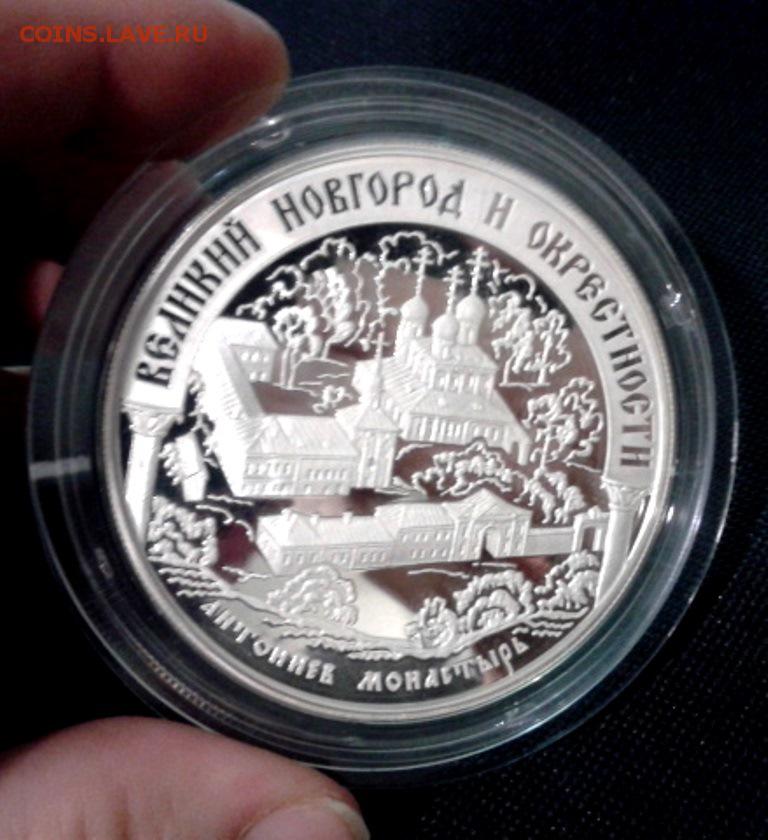 COINS.LAVE.RU
ВЕЛИКИЙ НОВГОРОД И ОКРЕСТНОСТИ
АНТОНИЕВ МОНАСТЫРЬ